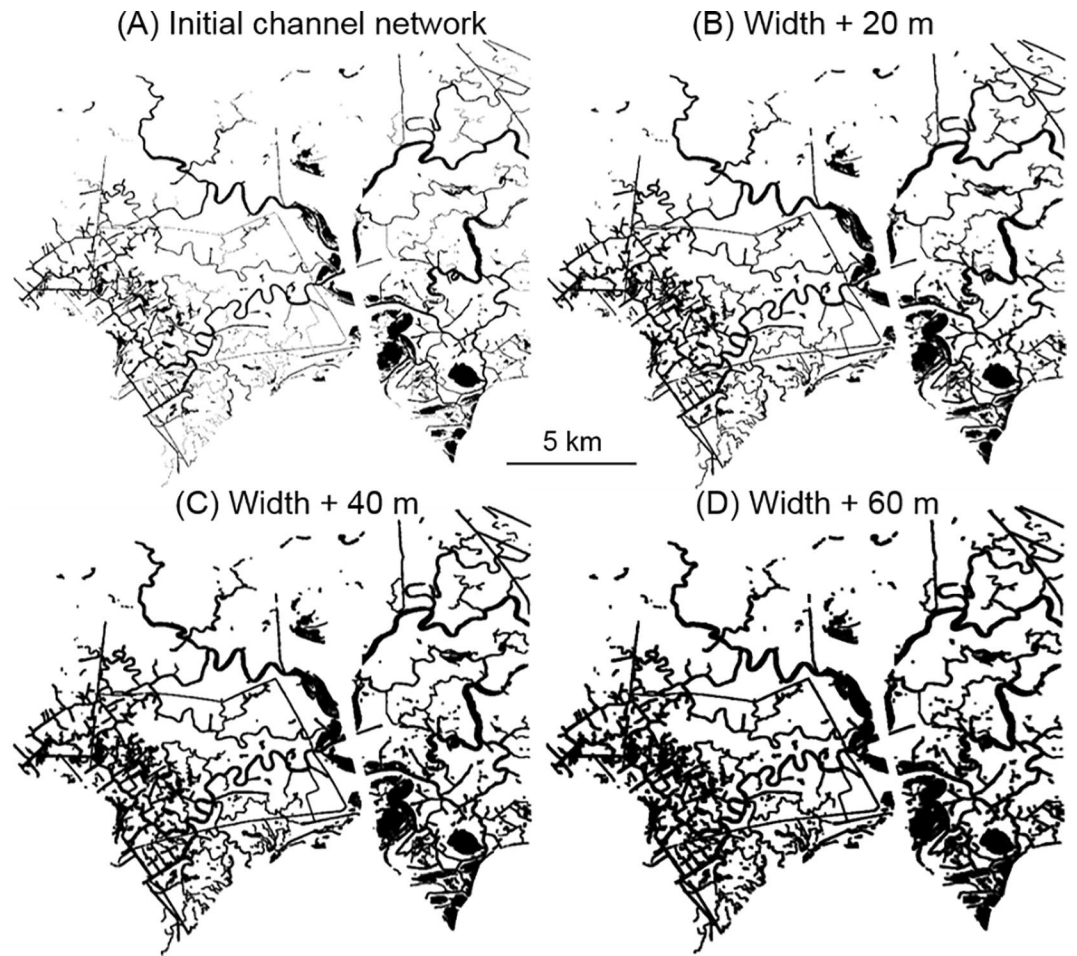 (A) Initial channel network
(B) Width + 20 m
5 km
(C) Width + 40 m
(D) Width + 60 m